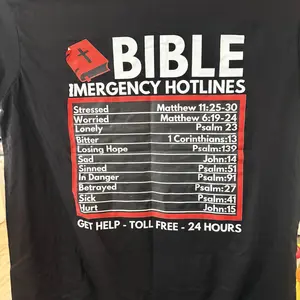 BIBLE
EMERGENCY HOTLINES
Stressed Matthew 11:25-30
Worried Matthew 6:19-24
Lonely Psalm 23
Bitter 1 Corinthians:13
Losing Hope Psalm:139
Sad John:14
Sinned Psalm:51
In Danger Psalm:91
Betrayed Psalm:27
Sick Psalm:41
Hurt John:15
GET HELP - TOLL FREE - 24 HOURS